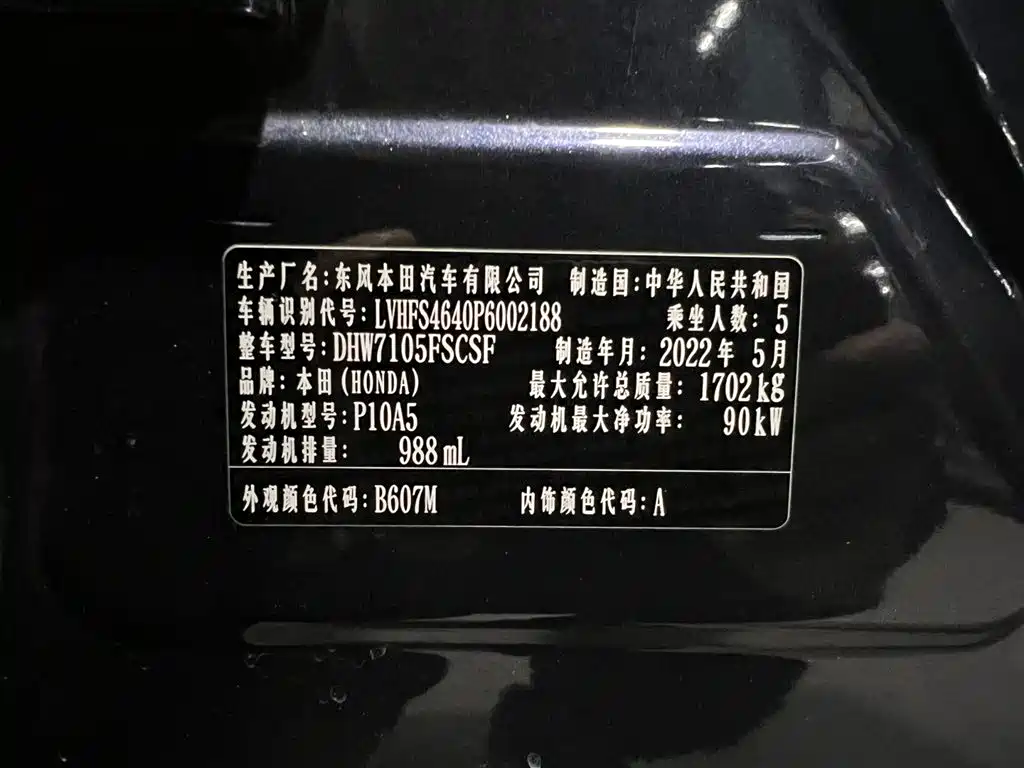 生产厂名:东风本田汽车有限公司 制造国:中华人民共和国
车辆识别代号:LVHFS4640P6002188 乘坐人数:5
整车型号:DHW7105FSCSF 制造年月:2022年 5月
品牌:本田(HONDA) 最大允许总质量:1702kg
发动机型号:P10A5 发动机最大净功率: 90kW
发动机排量: 988mL
外观颜色代码:B607M 内饰颜色代码:A